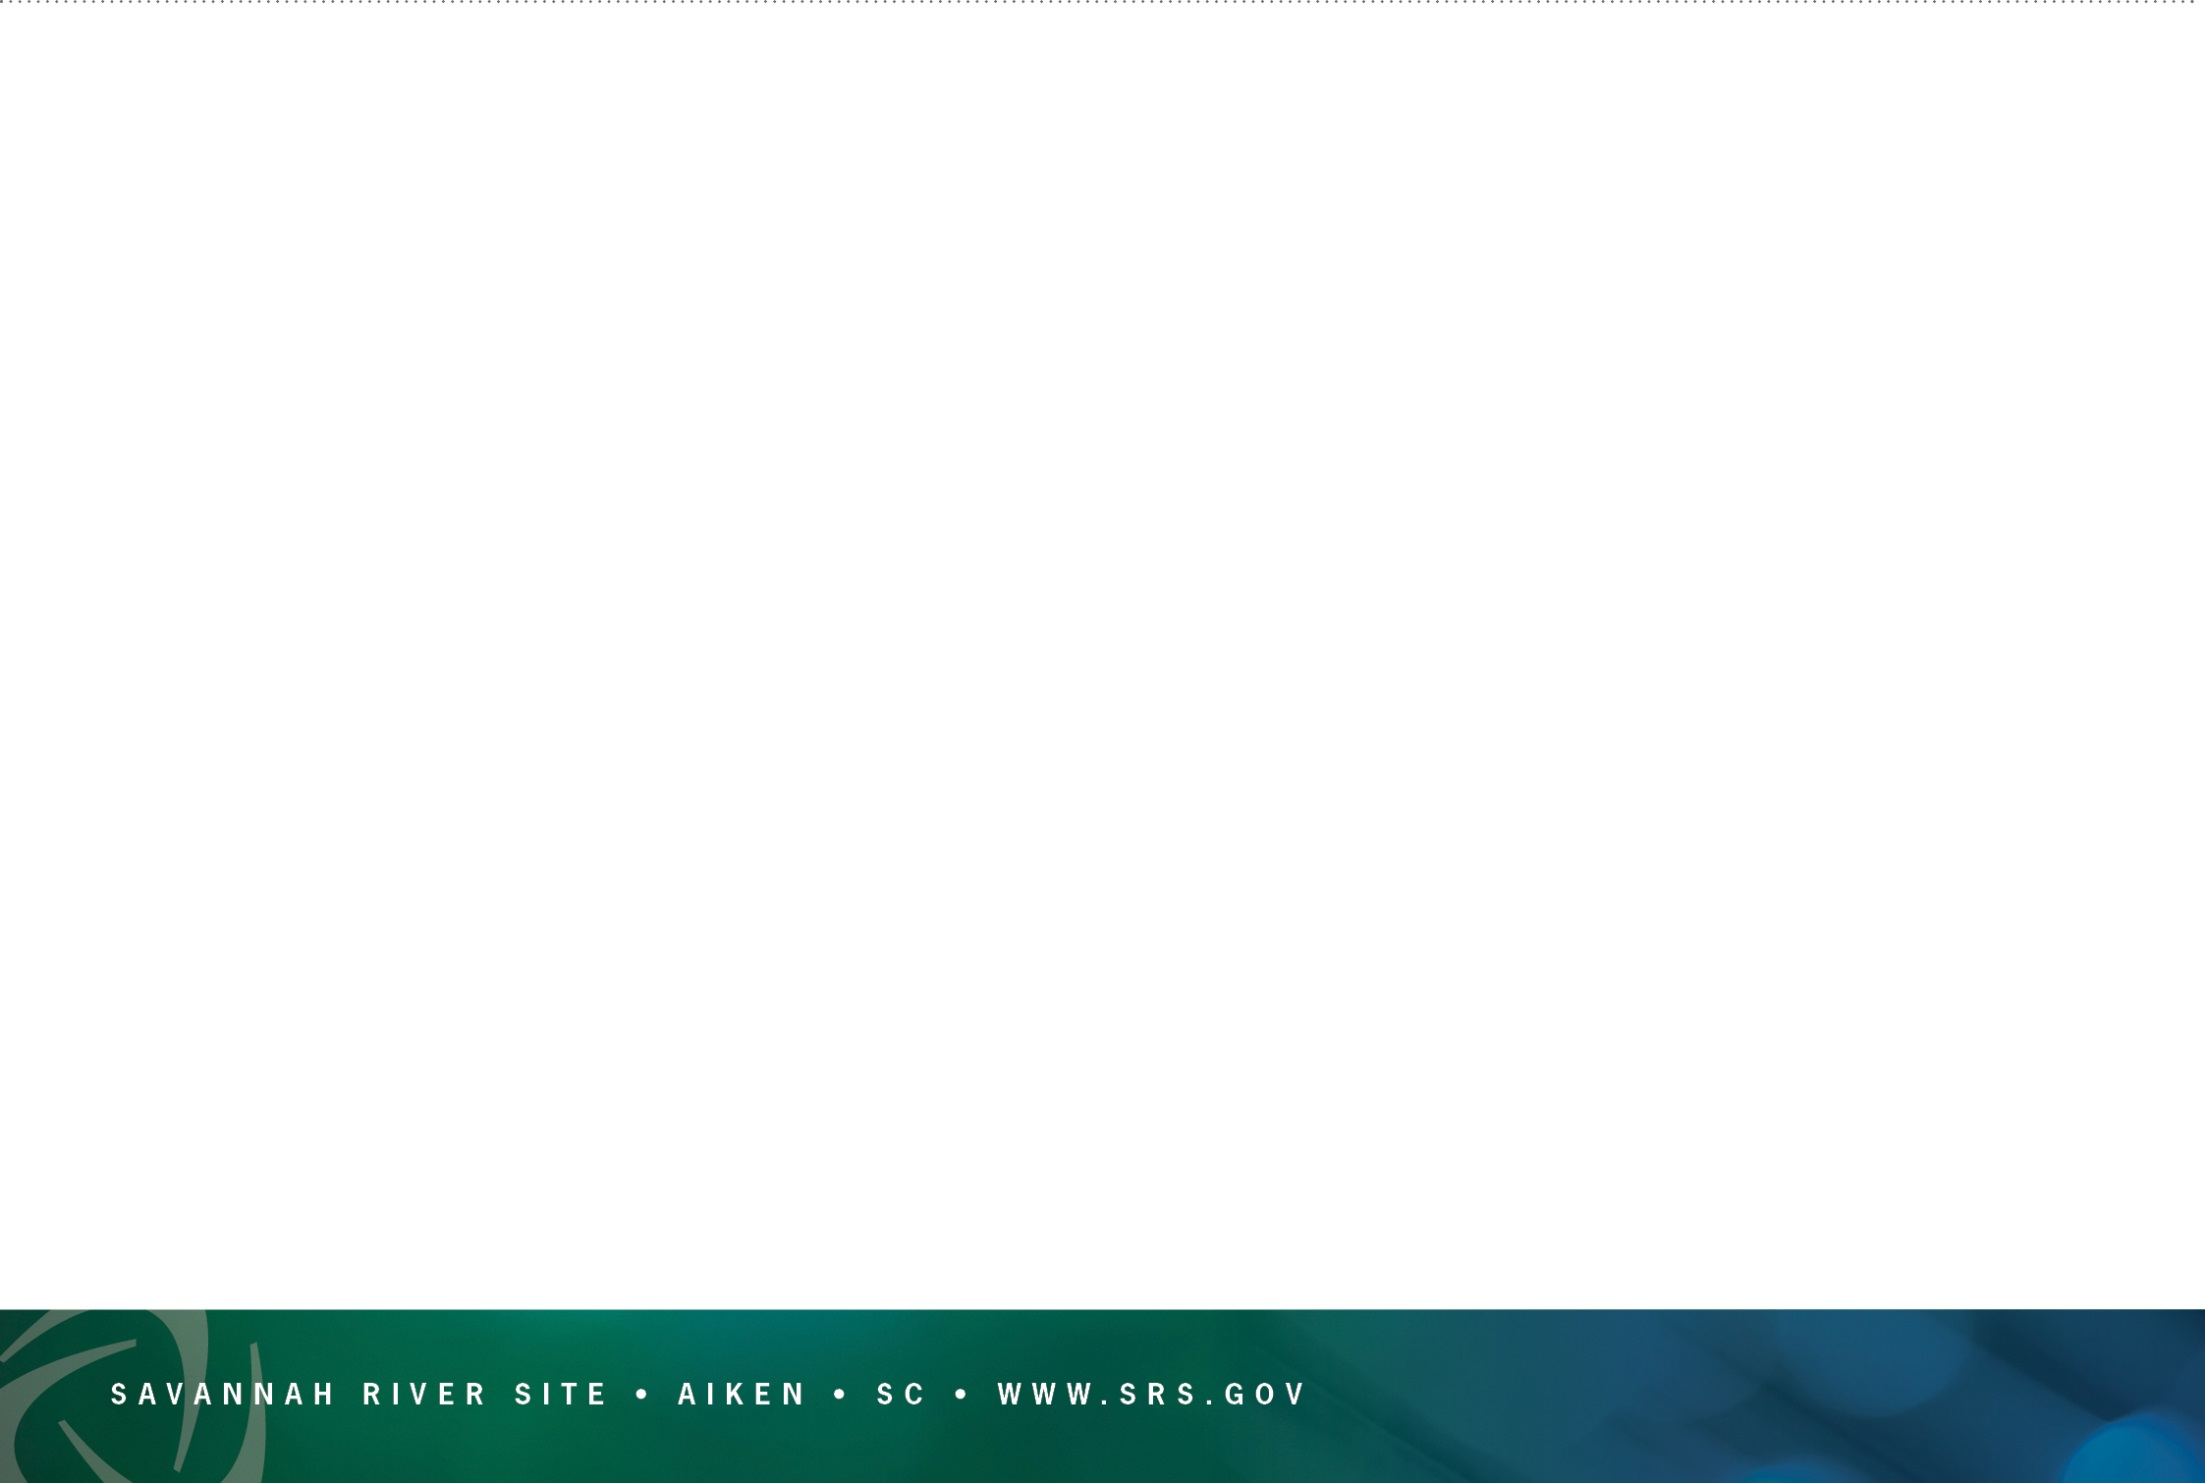 SAVANNAH RIVER SITE • AIKEN • SC • WWW.SRS.GOV